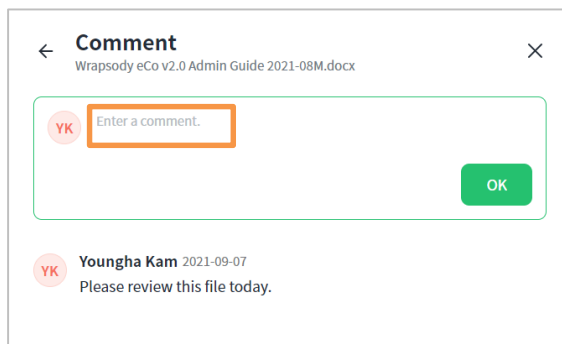 Comment
Wrapsody eCo v2.0 Admin Guide 2021-08M.docx
YK
Enter a comment.
OK
YK
Youngha Kam 2021-09-07
Please review this file today.